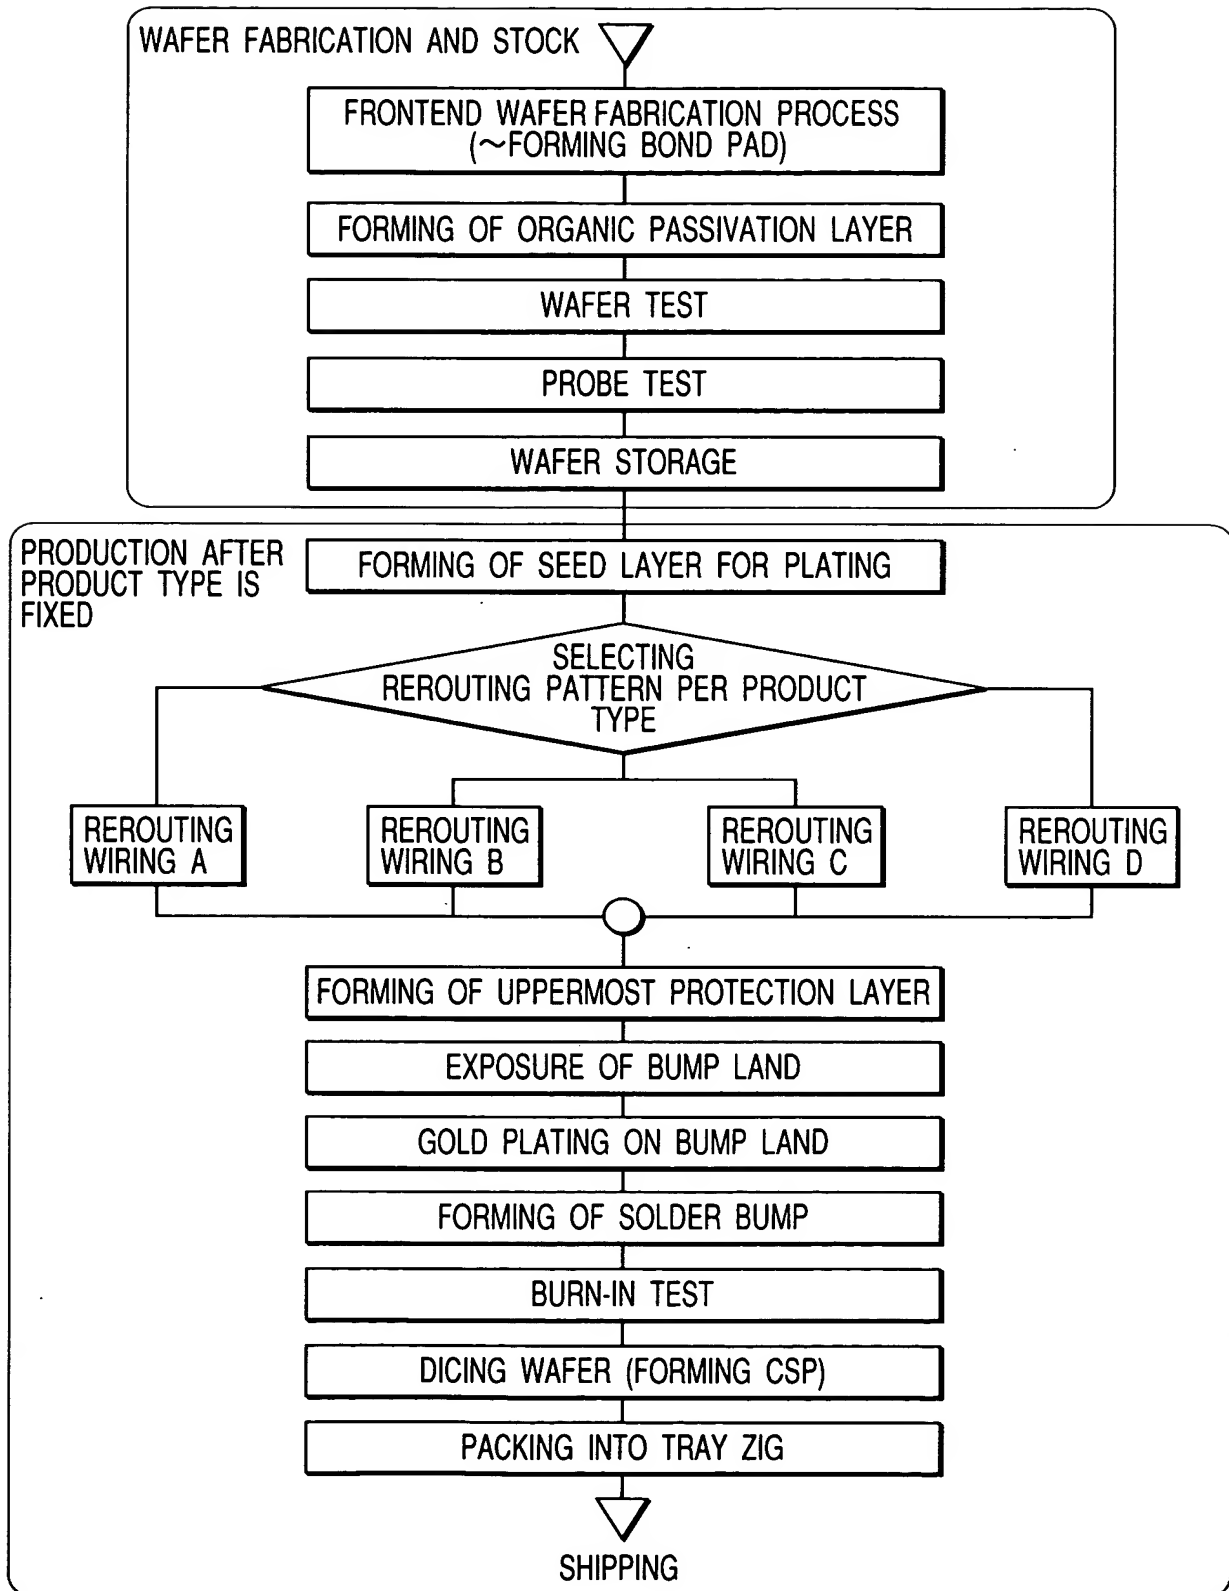 WAFER FABRICATION AND STOCK
FRONTEND WAFER FABRICATION PROCESS
(~FORMING BOND PAD)
FORMING OF ORGANIC PASSIVATION LAYER
WAFER TEST
PROBE TEST
WAFER STORAGE
PRODUCTION AFTER
PRODUCT TYPE IS
FIXED
FORMING OF SEED LAYER FOR PLATING
SELECTING
REROUTING PATTERN PER PRODUCT
TYPE
REROUTING
WIRING A
REROUTING
WIRING B
REROUTING
WIRING C
REROUTING
WIRING D
FORMING OF UPPERMOST PROTECTION LAYER
EXPOSURE OF BUMP LAND
GOLD PLATING ON BUMP LAND
FORMING OF SOLDER BUMP
BURN-IN TEST
DICING WAFER (FORMING CSP)
PACKING INTO TRAY ZIG
SHIPPING